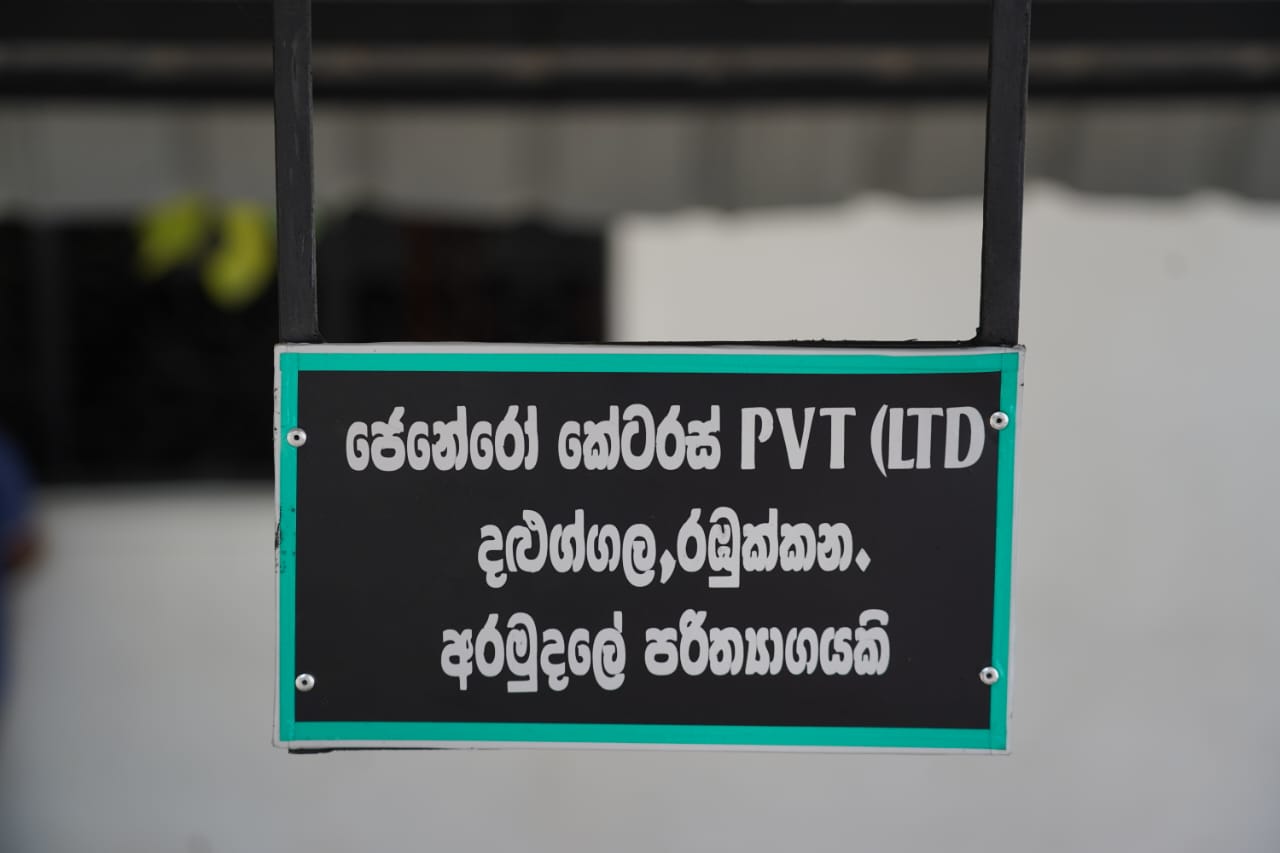 ජෙනේරෝ කේටරස් PVT (LTD
දළුග්ගල,රඹුක්කන.
අරමුදලේ පරිත්‍යාගයකි